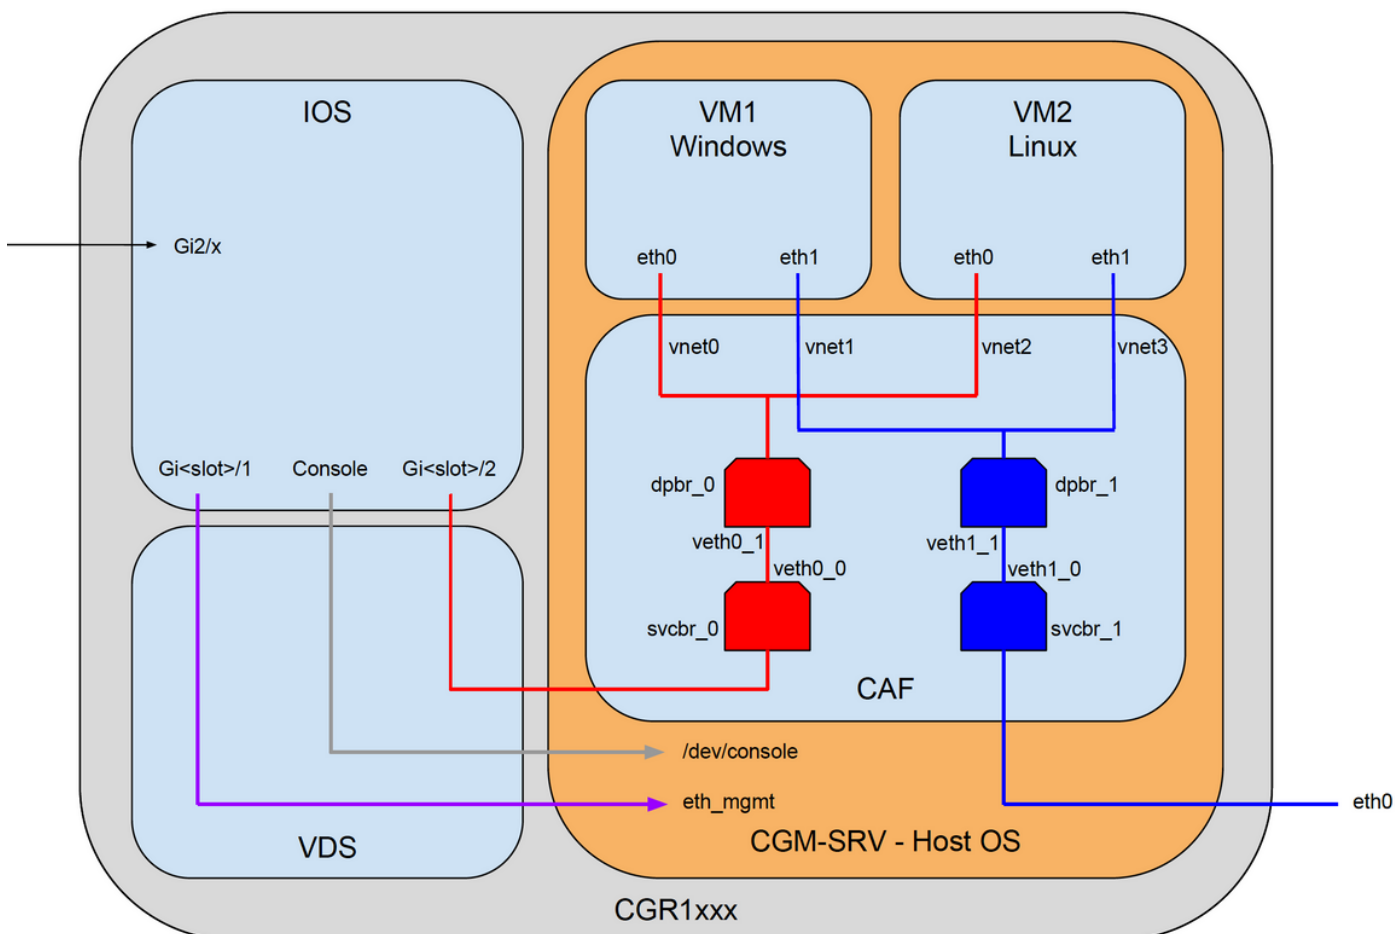 IOS
VM1
Windows
VM2
Linux
Gi2/x
eth0
eth1
eth0
eth1
vnet0
vnet1
vnet2
vnet3
Gi<slot>/1
Console
Gi<slot>/2
dpbr_0
dpbr_1
veth0_1
veth1_1
veth0_0
veth1_0
svcbr_0
svcbr_1
CAF
/dev/console
eth_mgmt
eth0
VDS
CGM-SRV - Host OS
CGR1xxx